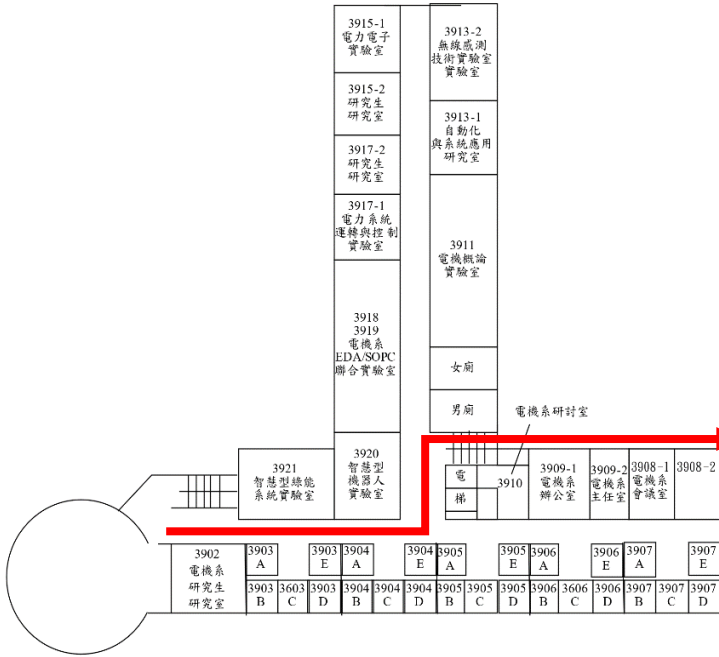 3915-1
電力電子
實驗室
3915-2
研究生
研究室
3917-2
研究生
研究室
3917-1
電力系統
運轉與控制
實驗室
3918
3919
電機系
EDA/SOPC
聯合實驗室
3920
智慧型
機器人
實驗室
3921
智慧型綠能
系統實驗室
3913-2
無線感測
技術實驗室
實驗室
3913-1
自動化
與系統應用
研究室
3911
電機概論
實驗室
女廁
男廁
電機系研討室
電
梯
3910
3909-1
電機系
辦公室
3909-2
電機系
主任室
3908-1
電機系
會議室
3908-2
3902
電機系
研究生
研究室
3903
A
3903
E
3904
A
3904
E
3905
A
3905
E
3906
A
3906
E
3907
A
3907
E
3903
B
3603
C
3903
D
3904
B
3904
C
3904
D
3905
B
3905
C
3905
D
3906
B
3606
C
3906
D
3907
B
3907
C
3907
D